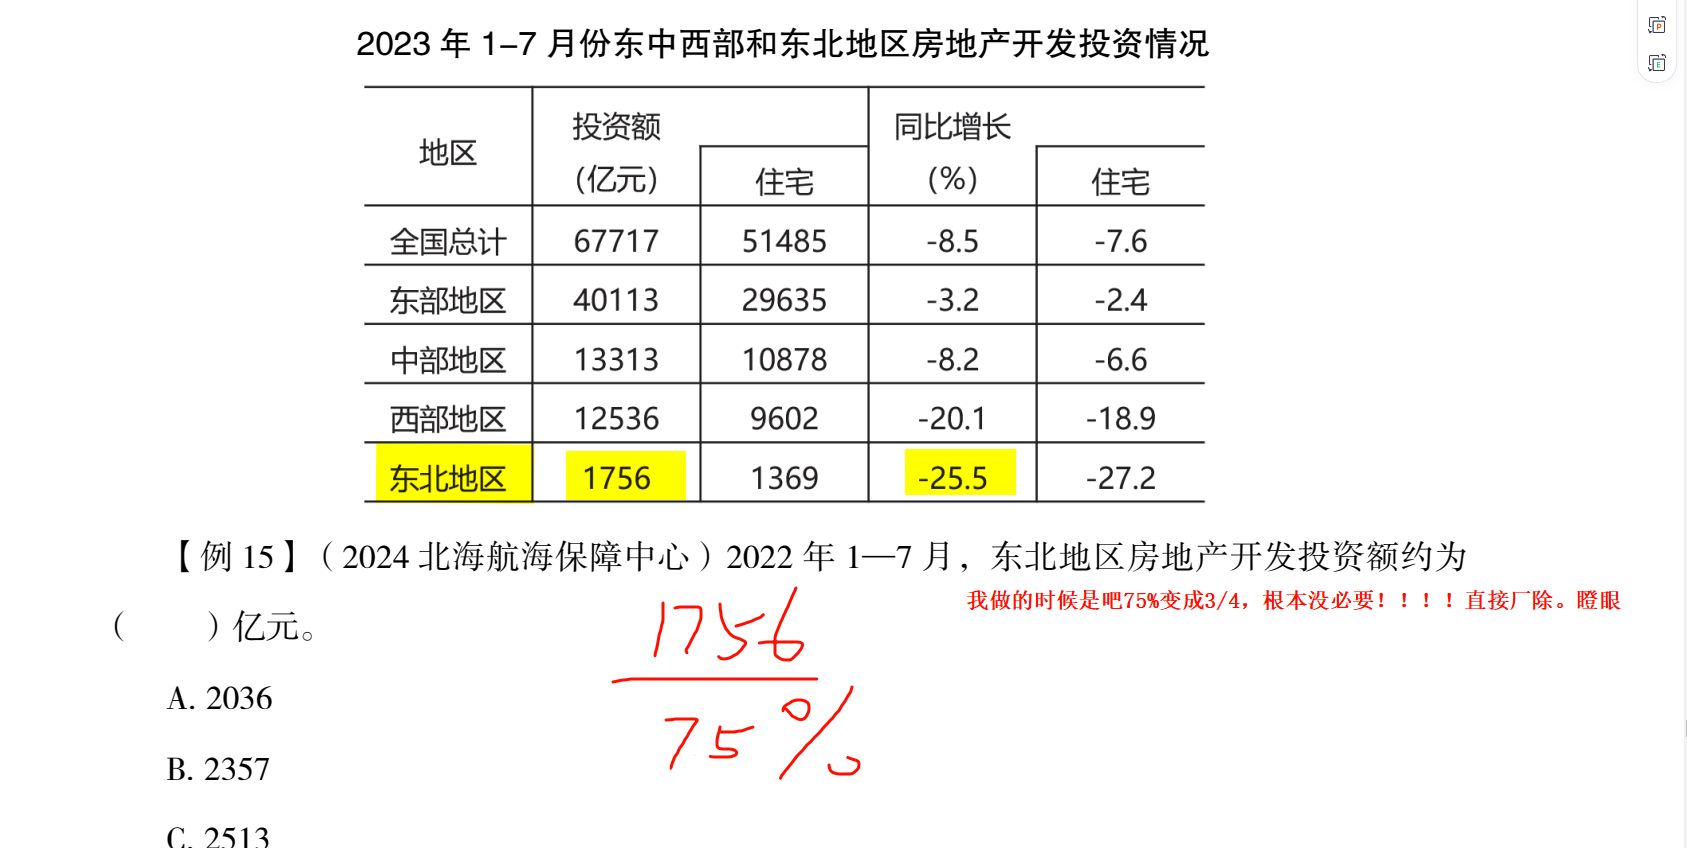 2023 年 1-7 月份东中西部和东北地区房地产开发投资情况
地区 投资额 (亿元) 住宅 同比增长 (%) 住宅
全国总计 67717 51485 -8.5 -7.6
东部地区 40113 29635 -3.2 -2.4
中部地区 13313 10878 -8.2 -6.6
西部地区 12536 9602 -20.1 -18.9
东北地区 1756 1369 -25.5 -27.2
【例 15】（2024 北海航海保障中心）2022 年 1—7 月，东北地区房地产开发投资额约为
我做的时候是吧75%变成3/4，根本没必要！！！！直接厂除。瞪眼
（ ）亿元。
1756
75%
A. 2036
B. 2357
C. 2513